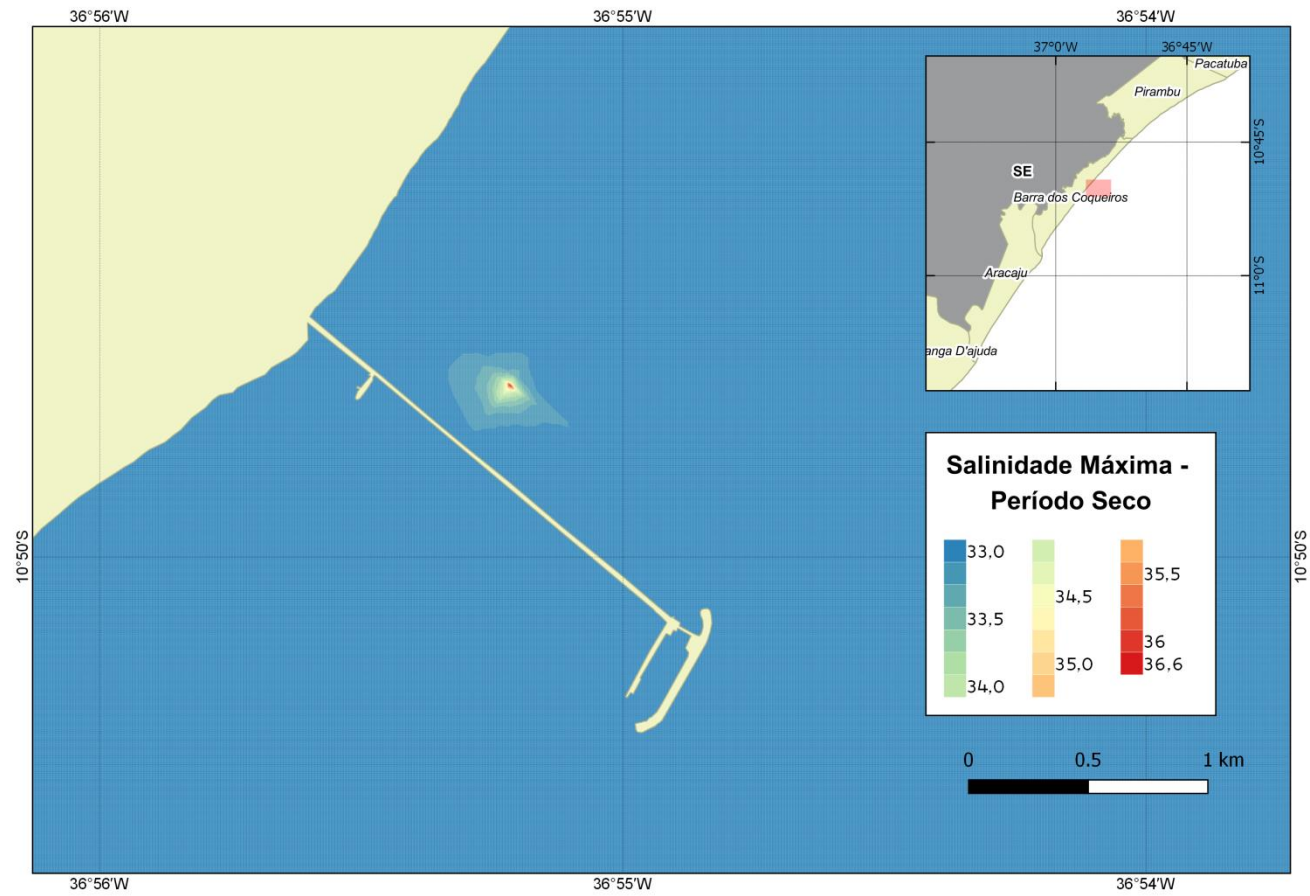 36°56'W 36°55'W 36°54'W
37°0'W 36°45'W
Pacatuba
Pirambu
10°45'S
SE
Barra dos Coqueiros
Aracaju
11°0'S
anga D'ajuda
Salinidade Máxima -
Período Seco
33,0
33,5
34,0
34,5
35,0
35,5
36
36,6
10°50'S 10°50'S
0 0.5 1 km
36°56'W 36°55'W 36°54'W